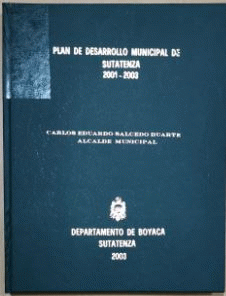 PLAN DE DESARROLLO MUNICIPAL DE
SUTATENZA
2001-2003
CARLOS EDUARDO SALCEDO DUARTE
ALCALDE MUNICIPAL
DEPARTAMENTO DE BOYACA
SUTATENZA
2003